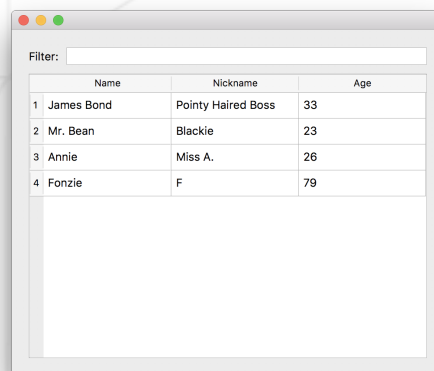 Filter:
Name Nickname Age
1 James Bond Pointy Haired Boss 33
2 Mr. Bean Blackie 23
3 Annie Miss A. 26
4 Fonzie F 79